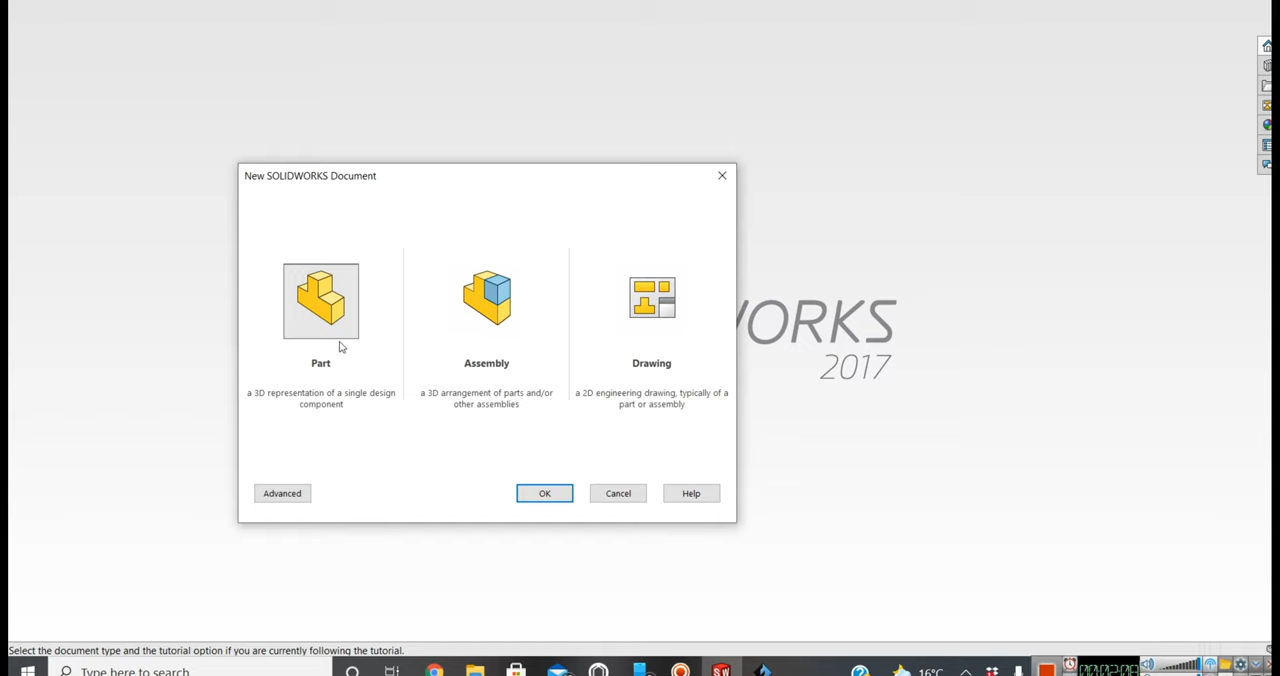 New SOLIDWORKS Document
WORKS
2017
Part
Assembly
Drawing
a 3D representation of a single design
component
a 3D arrangement of parts and/or
other assemblies
a 2D engineering drawing, typically of a
part or assembly
Advanced
OK
Cancel
Help
Select the document type and the tutorial option if you are currently following the tutorial.
Type here to search
SW
16°C